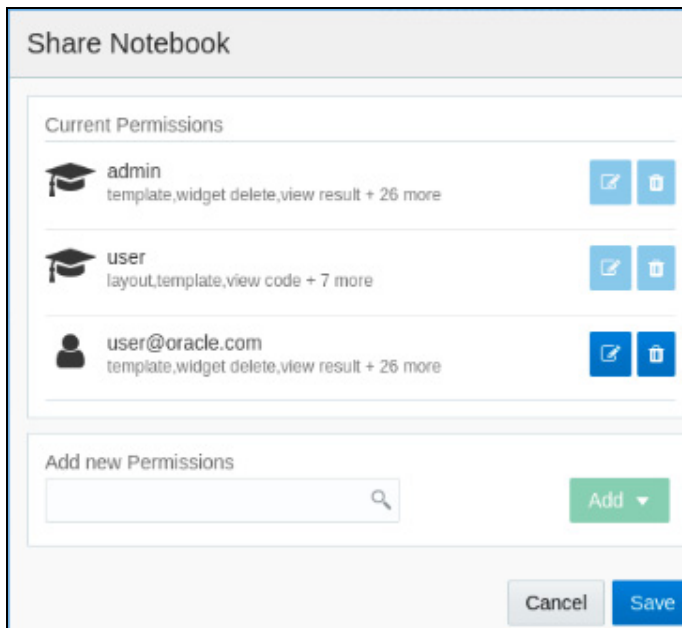 Share Notebook
Current Permissions
admin
template,widget delete,view result + 26 more
user
layout,template,view code + 7 more
user@oracle.com
template,widget delete,view result + 26 more
Add new Permissions
Add
Cancel
Save